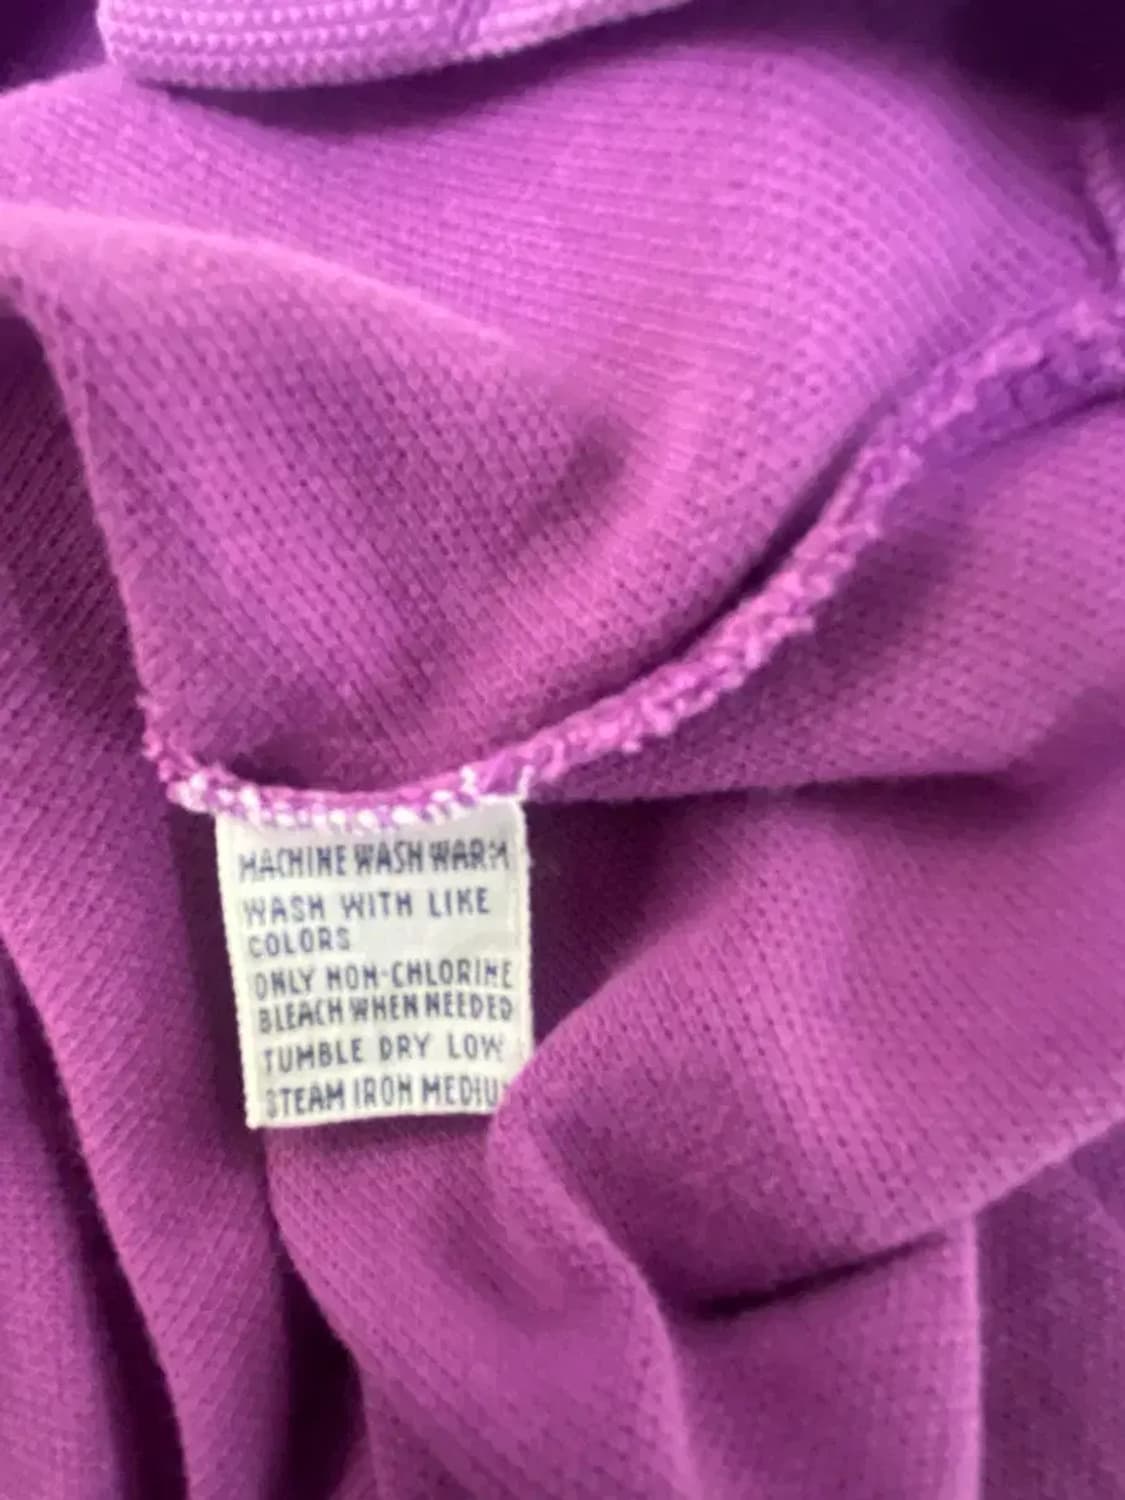 MACHINE WASH WARM
WASH WITH LIKE
COLORS
ONLY NON-CHLORINE
BLEACH WHEN NEEDED
TUMBLE DRY LOW
STEAM IRON MEDIU